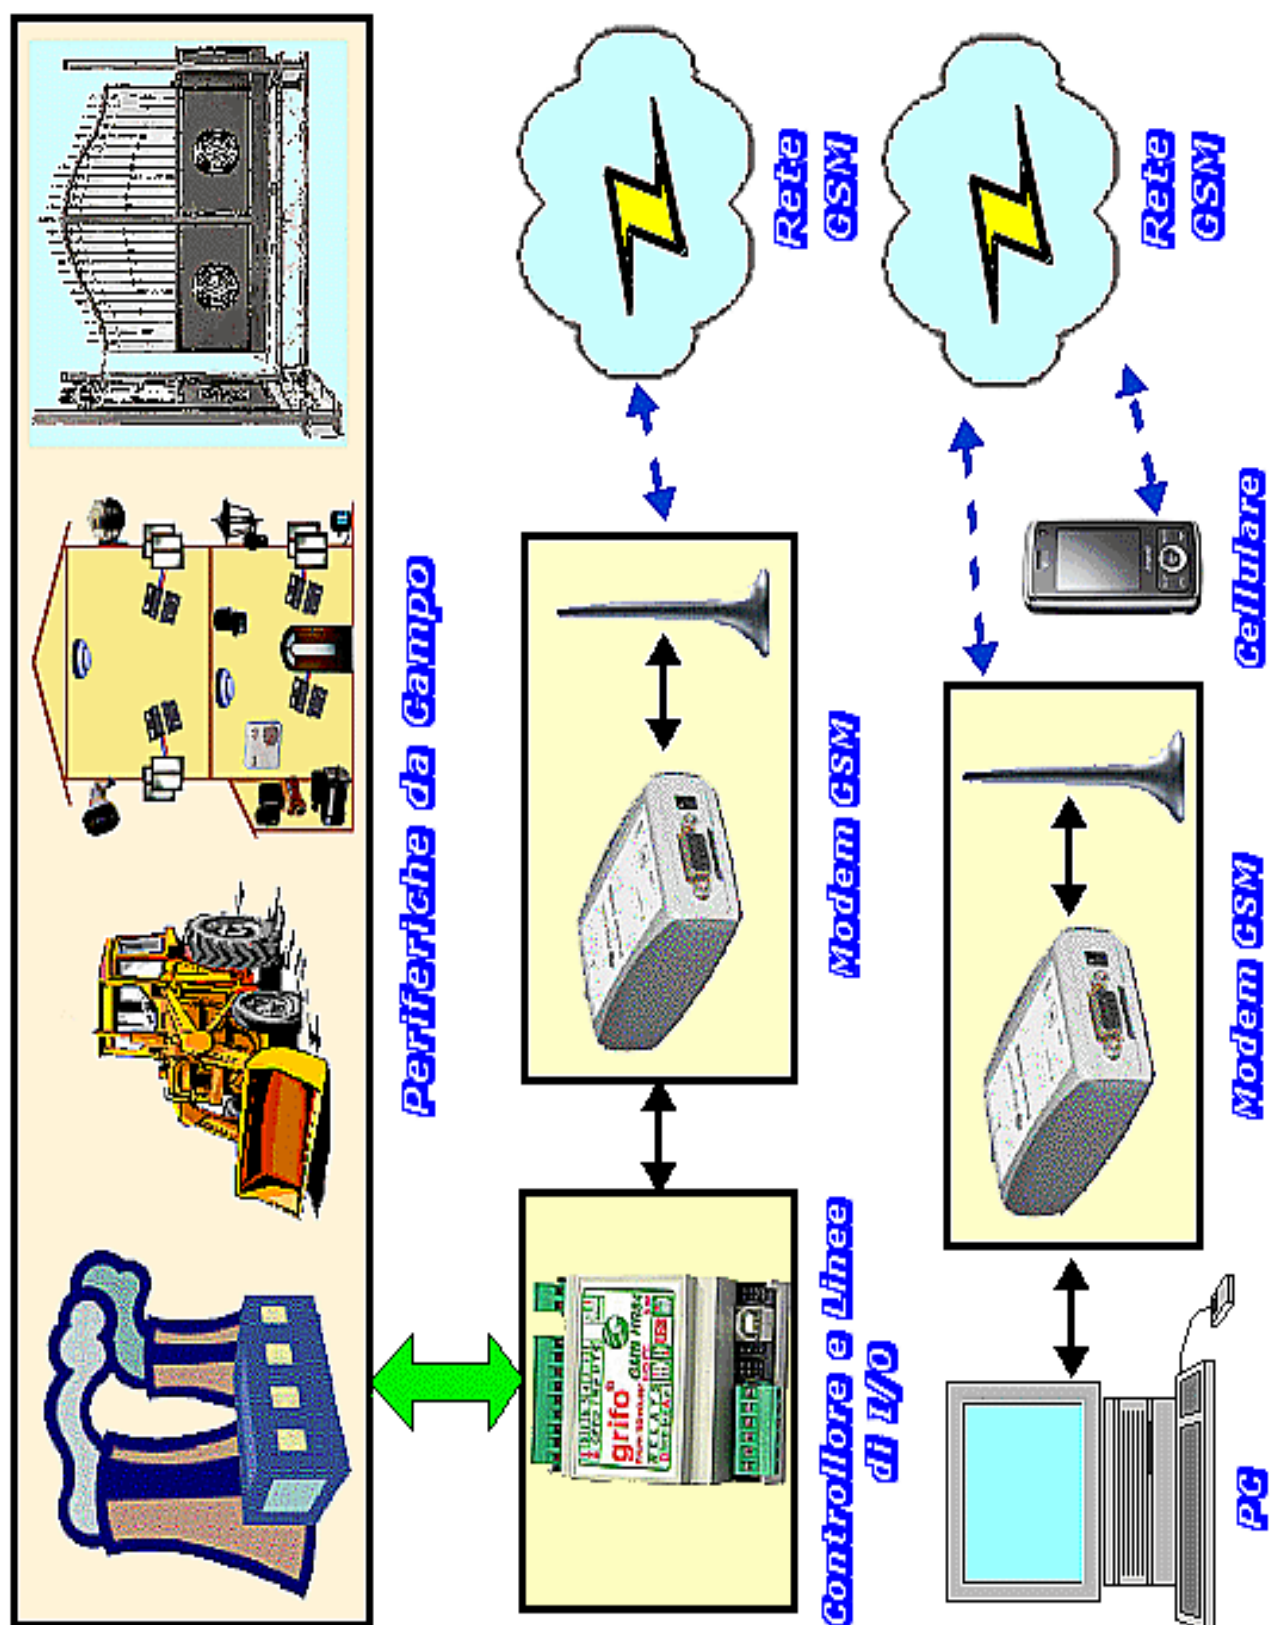 Periferiche da Campo
Rete
GSM
Modem GSM
grifo®
Controllore e Linee
di I/O
Rete
GSM
Cellulare
Modem GSM
PC